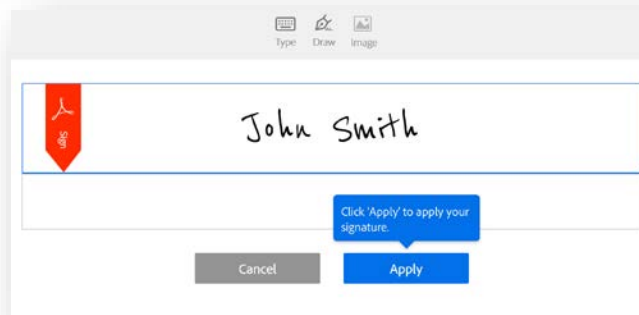 Type Draw Image
Sign
John Smith
Click 'Apply' to apply your
signature.
Cancel Apply